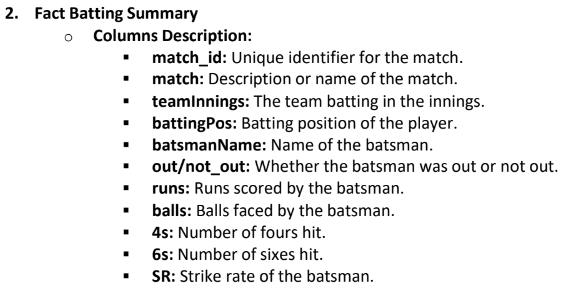 2. Fact Batting Summary
o Columns Description:
▪ match_id: Unique identifier for the match.
▪ match: Description or name of the match.
▪ teamInnings: The team batting in the innings.
▪ battingPos: Batting position of the player.
▪ batsmanName: Name of the batsman.
▪ out/not_out: Whether the batsman was out or not out.
▪ runs: Runs scored by the batsman.
▪ balls: Balls faced by the batsman.
▪ 4s: Number of fours hit.
▪ 6s: Number of sixes hit.
▪ SR: Strike rate of the batsman.